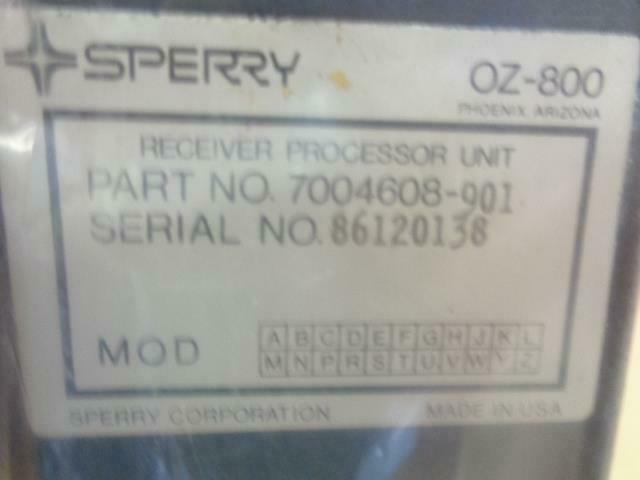 SPERRY
OZ-800
PHOENIX, ARIZONA
RECEIVER PROCESSOR UNIT
PART NO. 7004608-901
SERIAL NO. 86120138
MOD
A B C D E F G H J K L
M N P R S T U V W Y Z
SPERRY CORPORATION
MADE IN USA